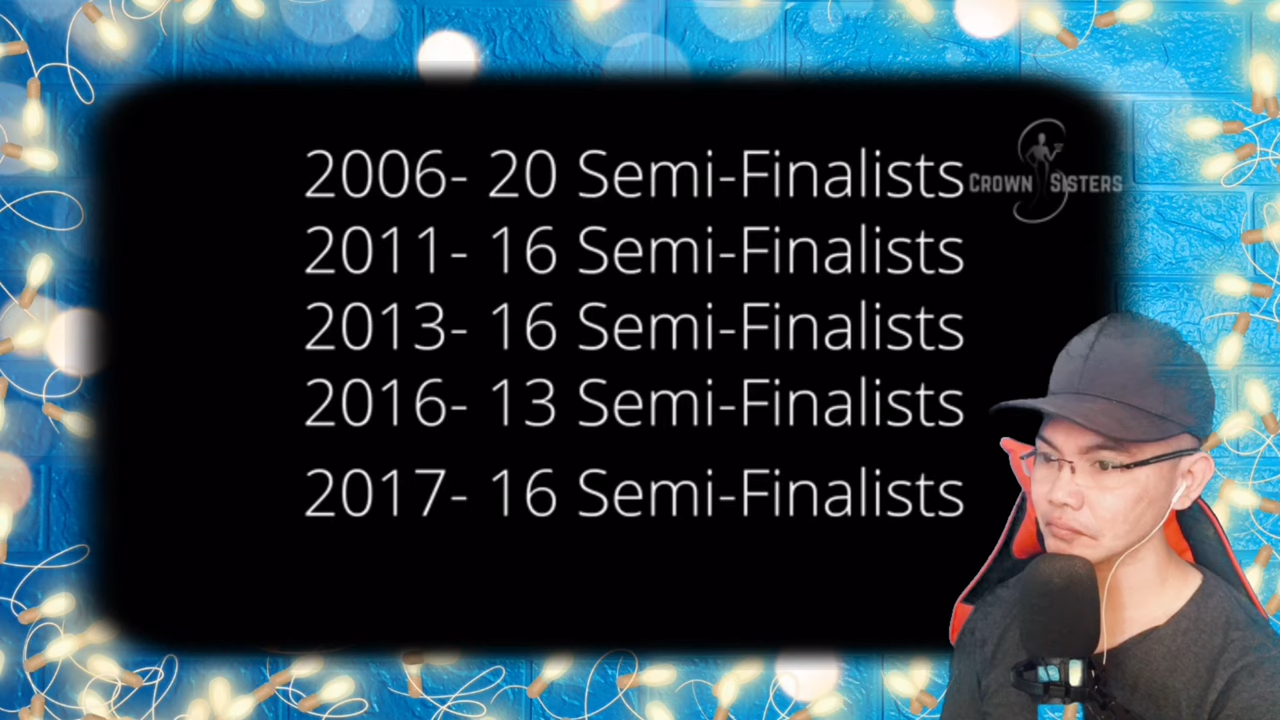 2006- 20 Semi-Finalists
2011- 16 Semi-Finalists
2013- 16 Semi-Finalists
2016- 13 Semi-Finalists
2017- 16 Semi-Finalists
CROWN SISTERS